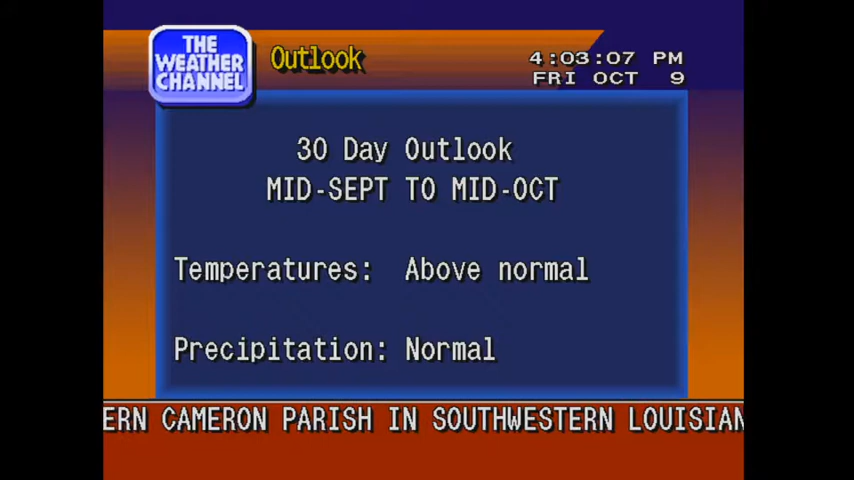 THE
WEATHER
CHANNEL
Outlook
4:03:07 PM
FRI OCT 9
30 Day Outlook
MID-SEPT TO MID-OCT
Temperatures: Above normal
Precipitation: Normal
ERN CAMERON PARISH IN SOUTHWESTERN LOUISIAN